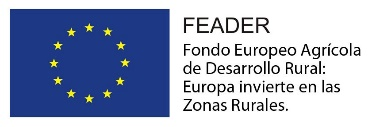 FEADER
Fondo Europeo Agrícola
de Desarrollo Rural:
Europa invierte en las
Zonas Rurales.